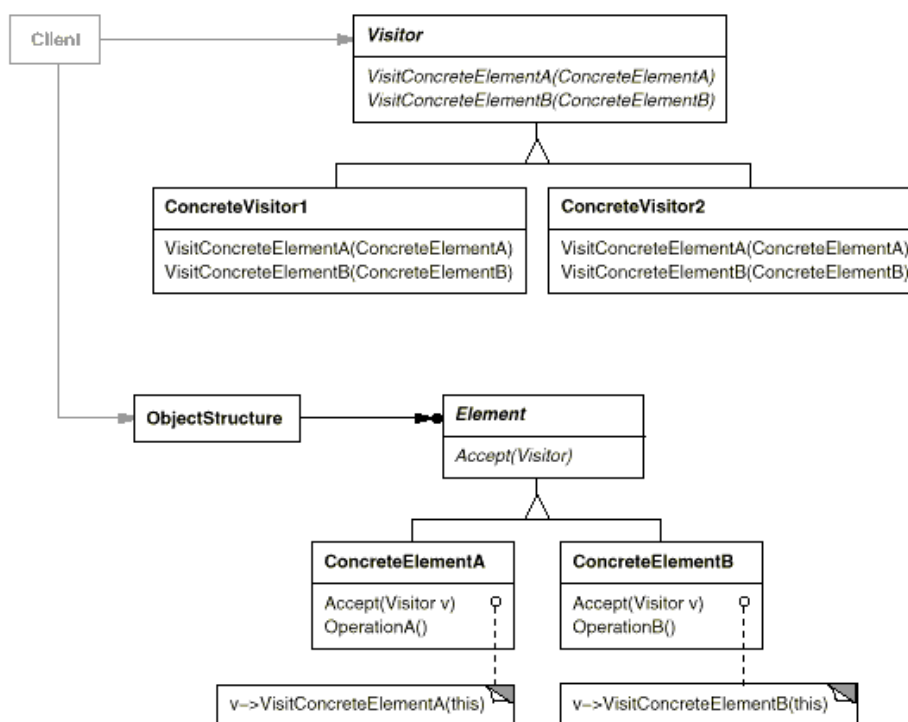 Client
Visitor
VisitConcreteElementA(ConcreteElementA)
VisitConcreteElementB(ConcreteElementB)
ConcreteVisitor1
VisitConcreteElementA(ConcreteElementA)
VisitConcreteElementB(ConcreteElementB)
ConcreteVisitor2
VisitConcreteElementA(ConcreteElementA)
VisitConcreteElementB(ConcreteElementB)
ObjectStructure
Element
Accept(Visitor)
ConcreteElementA
Accept(Visitor v)
OperationA()
ConcreteElementB
Accept(Visitor v)
OperationB()
v–>VisitConcreteElementA(this)
v–>VisitConcreteElementB(this)